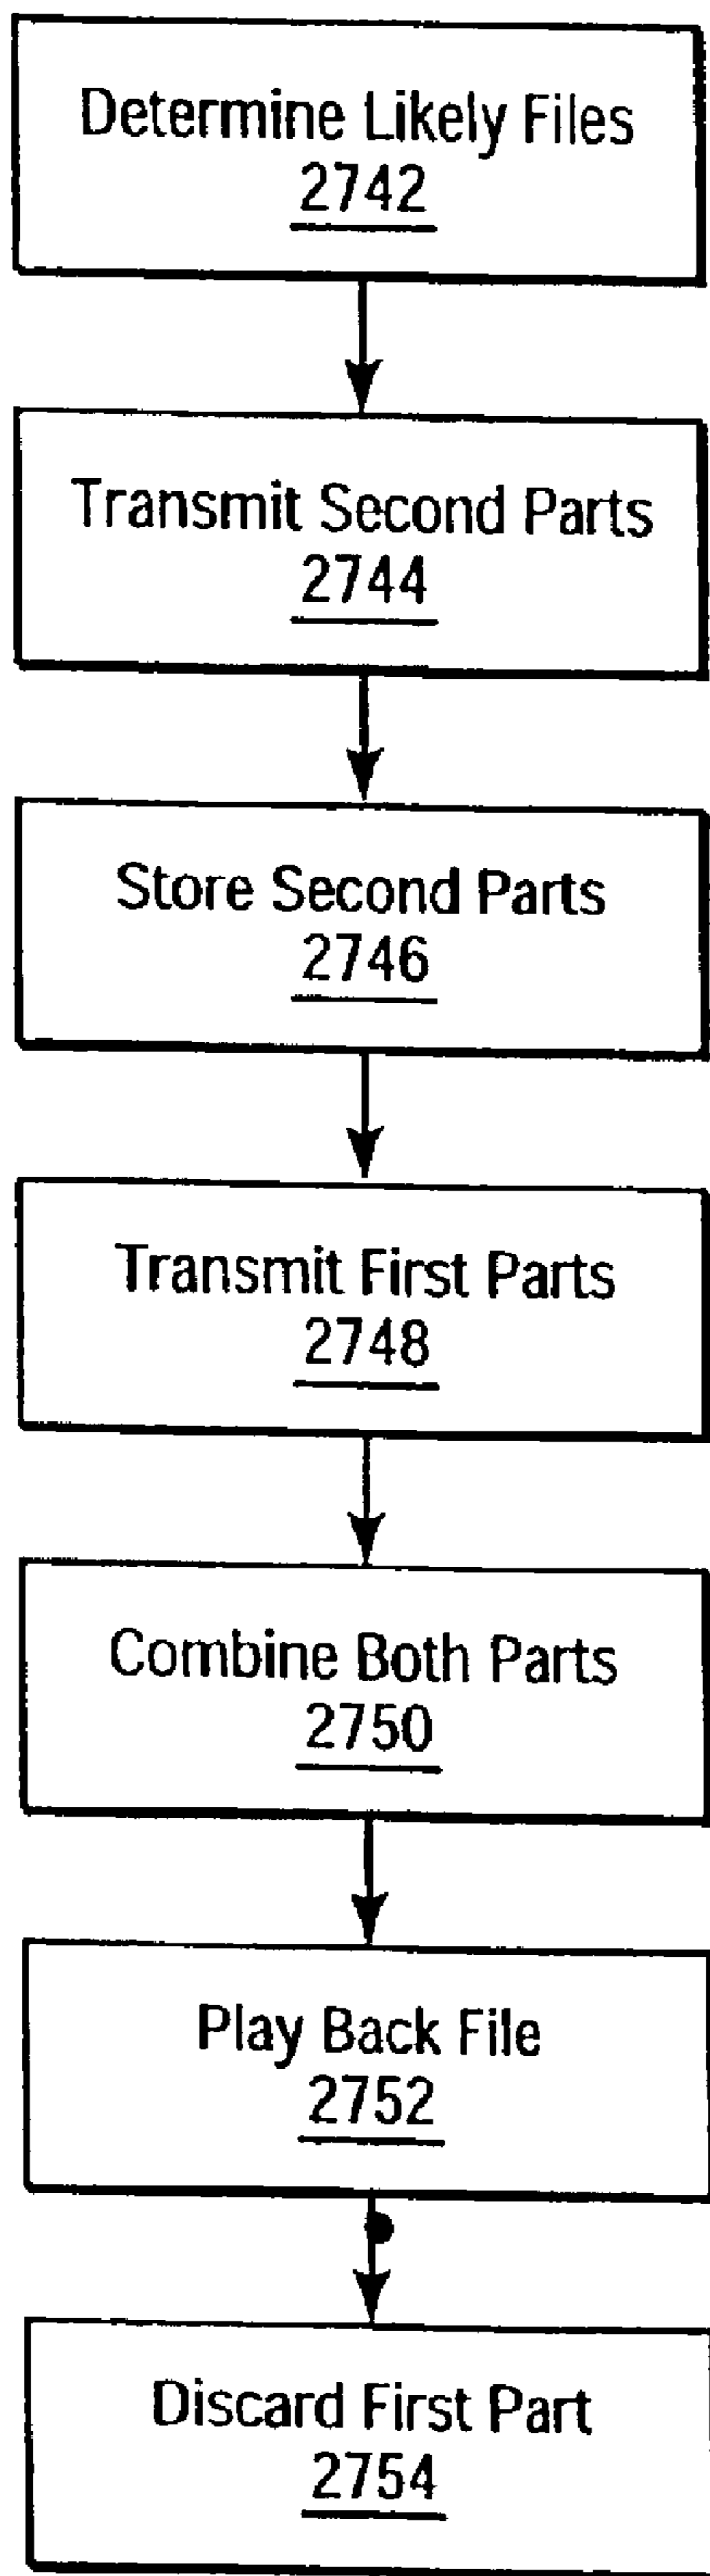 Determine Likely Files
2742
Transmit Second Parts
2744
Store Second Parts
2746
Transmit First Parts
2748
Combine Both Parts
2750
Play Back File
2752
Discard First Part
2754